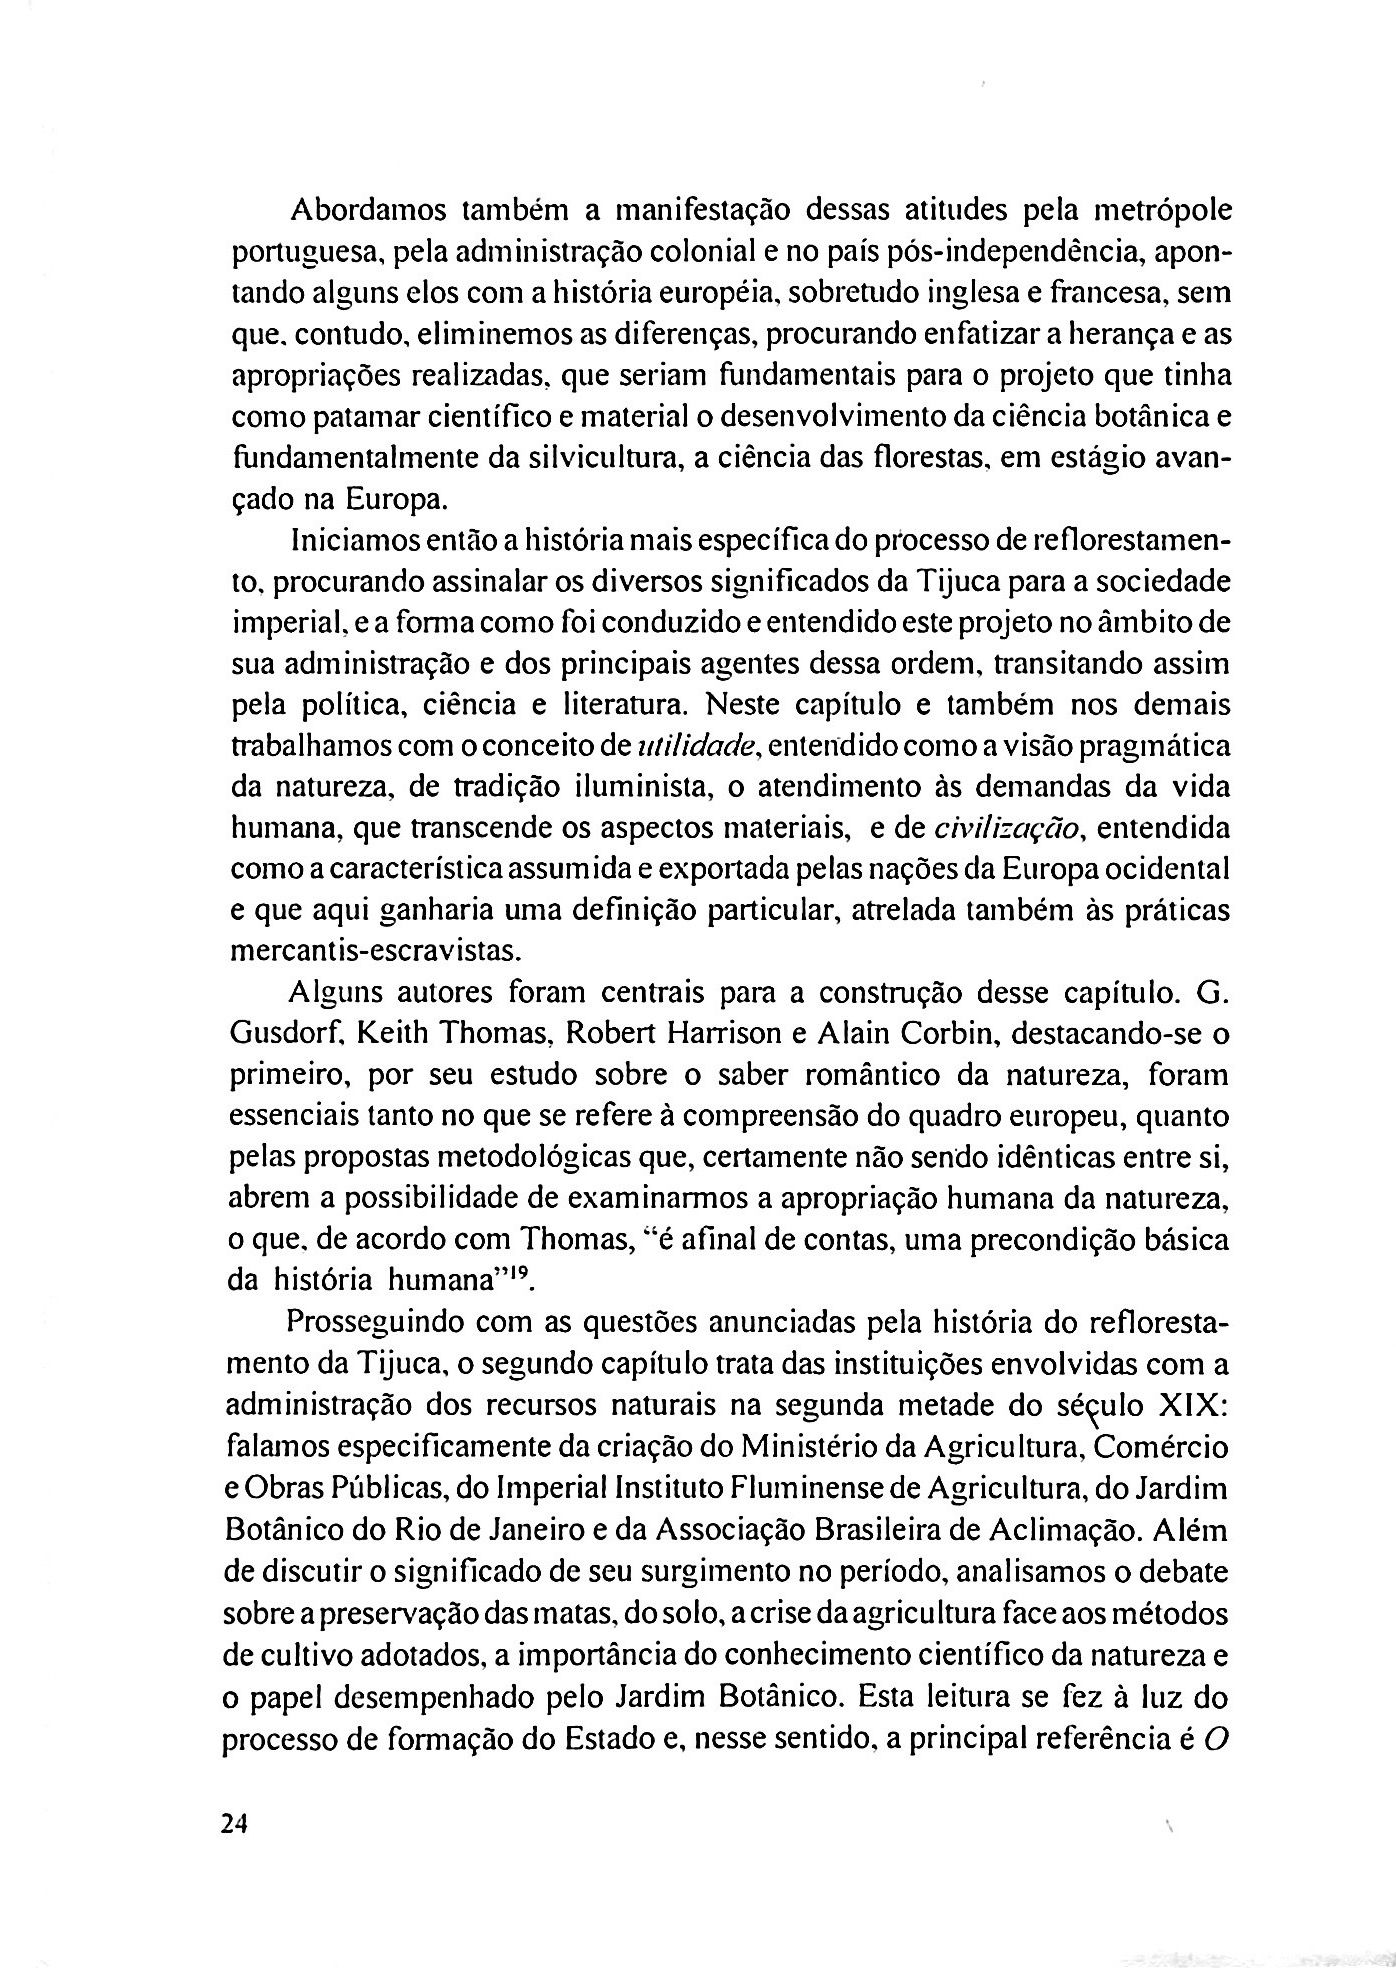 Abordamos também a manifestação dessas atitudes pela metrópole
portuguesa, pela administração colonial e no país pós-independência, apon-
tando alguns elos com a história européia, sobretudo inglesa e francesa, sem
que, contudo, eliminemos as diferenças, procurando enfatizar a herança e as
apropriações realizadas, que seriam fundamentais para o projeto que tinha
como patamar científico e material o desenvolvimento da ciência botânica e
fundamentalmente da silvicultura, a ciência das florestas, em estágio avan-
çado na Europa.
Iniciamos então a história mais específica do processo de reflorestamen-
to, procurando assinalar os diversos significados da Tijuca para a sociedade
imperial, e a forma como foi conduzido e entendido este projeto no âmbito de
sua administração e dos principais agentes dessa ordem, transitando assim
pela política, ciência e literatura. Neste capítulo e também nos demais
trabalhamos com o conceito de utilidade, entendido como a visão pragmática
da natureza, de tradição iluminista, o atendimento às demandas da vida
humana, que transcende os aspectos materiais, e de civilização, entendida
como a característica assumida e exportada pelas nações da Europa ocidental
e que aqui ganharia uma definição particular, atrelada também às práticas
mercantis-escravistas.
Alguns autores foram centrais para a construção desse capítulo. G.
Gusdorf, Keith Thomas, Robert Harrison e Alain Corbin, destacando-se o
primeiro, por seu estudo sobre o saber romântico da natureza, foram
essenciais tanto no que se refere à compreensão do quadro europeu, quanto
pelas propostas metodológicas que, certamente não sendo idênticas entre si,
abrem a possibilidade de examinarmos a apropriação humana da natureza,
o que, de acordo com Thomas, “é afinal de contas, uma precondição básica
da história humana”¹⁹.
Prosseguindo com as questões anunciadas pela história do refloresta-
mento da Tijuca, o segundo capítulo trata das instituições envolvidas com a
administração dos recursos naturais na segunda metade do século XIX:
falamos especificamente da criação do Ministério da Agricultura, Comércio
e Obras Públicas, do Imperial Instituto Fluminense de Agricultura, do Jardim
Botânico do Rio de Janeiro e da Associação Brasileira de Aclimação. Além
de discutir o significado de seu surgimento no período, analisamos o debate
sobre a preservação das matas, do solo, a crise da agricultura face aos métodos
de cultivo adotados, a importância do conhecimento científico da natureza e
o papel desempenhado pelo Jardim Botânico. Esta leitura se fez à luz do
processo de formação do Estado e, nesse sentido, a principal referência é O
24